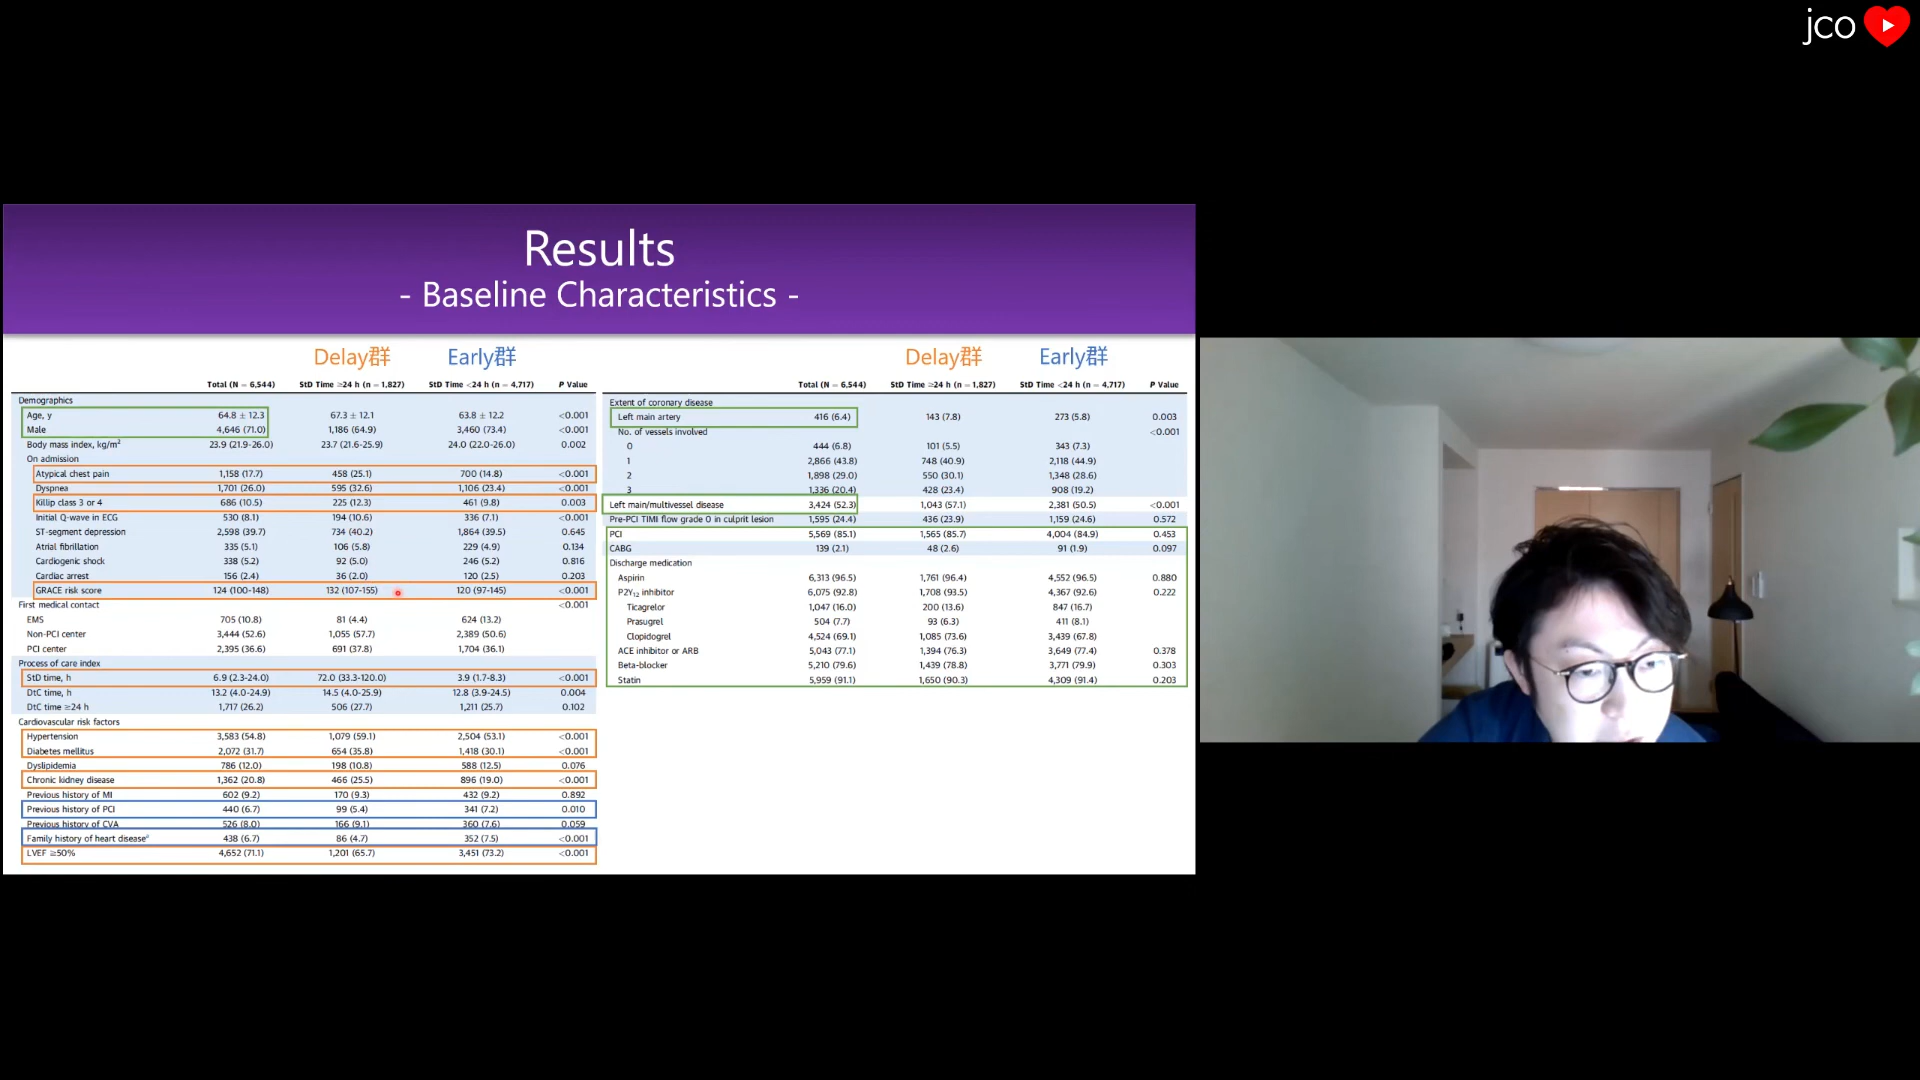 jco
Results
- Baseline Characteristics -
Delay群 Early群
Total (N = 6,544) StD Time ≥24 h (n = 1,827) StD Time <24 h (n = 4,717) P Value
Demographics
Age, y 64.8 ± 12.3 67.3 ± 12.1 63.8 ± 12.2 <0.001
Male 4,646 (71.0) 1,186 (64.9) 3,460 (73.4) <0.001
Body mass index, kg/m² 23.9 (21.9-26.0) 23.7 (21.6-25.9) 24.0 (22.0-26.0) 0.002
On admission
Atypical chest pain 1,158 (17.7) 458 (25.1) 700 (14.8) <0.001
Dyspnea 1,701 (26.0) 595 (32.6) 1,106 (23.4) <0.001
Killip class 3 or 4 686 (10.5) 225 (12.3) 461 (9.8) 0.003
Initial Q-wave in ECG 530 (8.1) 194 (10.6) 336 (7.1) <0.001
ST-segment depression 2,598 (39.7) 734 (40.2) 1,864 (39.5) 0.645
Atrial fibrillation 335 (5.1) 106 (5.8) 229 (4.9) 0.134
Cardiogenic shock 338 (5.2) 92 (5.0) 246 (5.2) 0.816
Cardiac arrest 156 (2.4) 36 (2.0) 120 (2.5) 0.203
GRACE risk score 124 (100-148) 132 (107-155) 120 (97-145) <0.001
First medical contact <0.001
EMS 705 (10.8) 81 (4.4) 624 (13.2)
Non-PCI center 3,444 (52.6) 1,055 (57.7) 2,389 (50.6)
PCI center 2,395 (36.6) 691 (37.8) 1,704 (36.1)
Process of care index
StD time, h 6.9 (2.3-24.0) 72.0 (33.3-120.0) 3.9 (1.7-8.3) <0.001
DtC time, h 13.2 (4.0-24.9) 14.5 (4.0-25.9) 12.8 (3.9-24.5) 0.004
DtC time ≥24 h 1,717 (26.2) 506 (27.7) 1,211 (25.7) 0.102
Cardiovascular risk factors
Hypertension 3,583 (54.8) 1,079 (59.1) 2,504 (53.1) <0.001
Diabetes mellitus 2,072 (31.7) 654 (35.8) 1,418 (30.1) <0.001
Dyslipidemia 786 (12.0) 198 (10.8) 588 (12.5) 0.076
Chronic kidney disease 1,362 (20.8) 466 (25.5) 896 (19.0) <0.001
Previous history of MI 602 (9.2) 170 (9.3) 432 (9.2) 0.892
Previous history of PCI 440 (6.7) 99 (5.4) 341 (7.2) 0.010
Previous history of CVA 526 (8.0) 166 (9.1) 360 (7.6) 0.059
Family history of heart diseaseª 438 (6.7) 86 (4.7) 352 (7.5) <0.001
LVEF ≥50% 4,652 (71.1) 1,201 (65.7) 3,451 (73.2) <0.001
Delay群 Early群
Total (N = 6,544) StD Time ≥24 h (n = 1,827) StD Time <24 h (n = 4,717) P Value
Extent of coronary disease
Left main artery 416 (6.4) 143 (7.8) 273 (5.8) 0.003
No. of vessels involved <0.001
0 444 (6.8) 101 (5.5) 343 (7.3)
1 2,866 (43.8) 748 (40.9) 2,118 (44.9)
2 1,898 (29.0) 550 (30.1) 1,348 (28.6)
3 1,336 (20.4) 428 (23.4) 908 (19.2)
Left main/multivessel disease 3,424 (52.3) 1,043 (57.1) 2,381 (50.5) <0.001
Pre-PCI TIMI flow grade 0 in culprit lesion 1,595 (24.4) 436 (23.9) 1,159 (24.6) 0.572
PCI 5,569 (85.1) 1,565 (85.7) 4,004 (84.9) 0.453
CABG 139 (2.1) 48 (2.6) 91 (1.9) 0.097
Discharge medication
Aspirin 6,313 (96.5) 1,761 (96.4) 4,552 (96.5) 0.880
P2Y₁₂ inhibitor 6,075 (92.8) 1,708 (93.5) 4,367 (92.6) 0.222
Ticagrelor 1,047 (16.0) 200 (13.6) 847 (16.7)
Prasugrel 504 (7.7) 93 (6.3) 411 (8.1)
Clopidogrel 4,524 (69.1) 1,085 (73.6) 3,439 (67.8)
ACE inhibitor or ARB 5,043 (77.1) 1,394 (76.3) 3,649 (77.4) 0.378
Beta-blocker 5,210 (79.6) 1,439 (78.8) 3,771 (79.9) 0.303
Statin 5,959 (91.1) 1,650 (90.3) 4,309 (91.4) 0.203